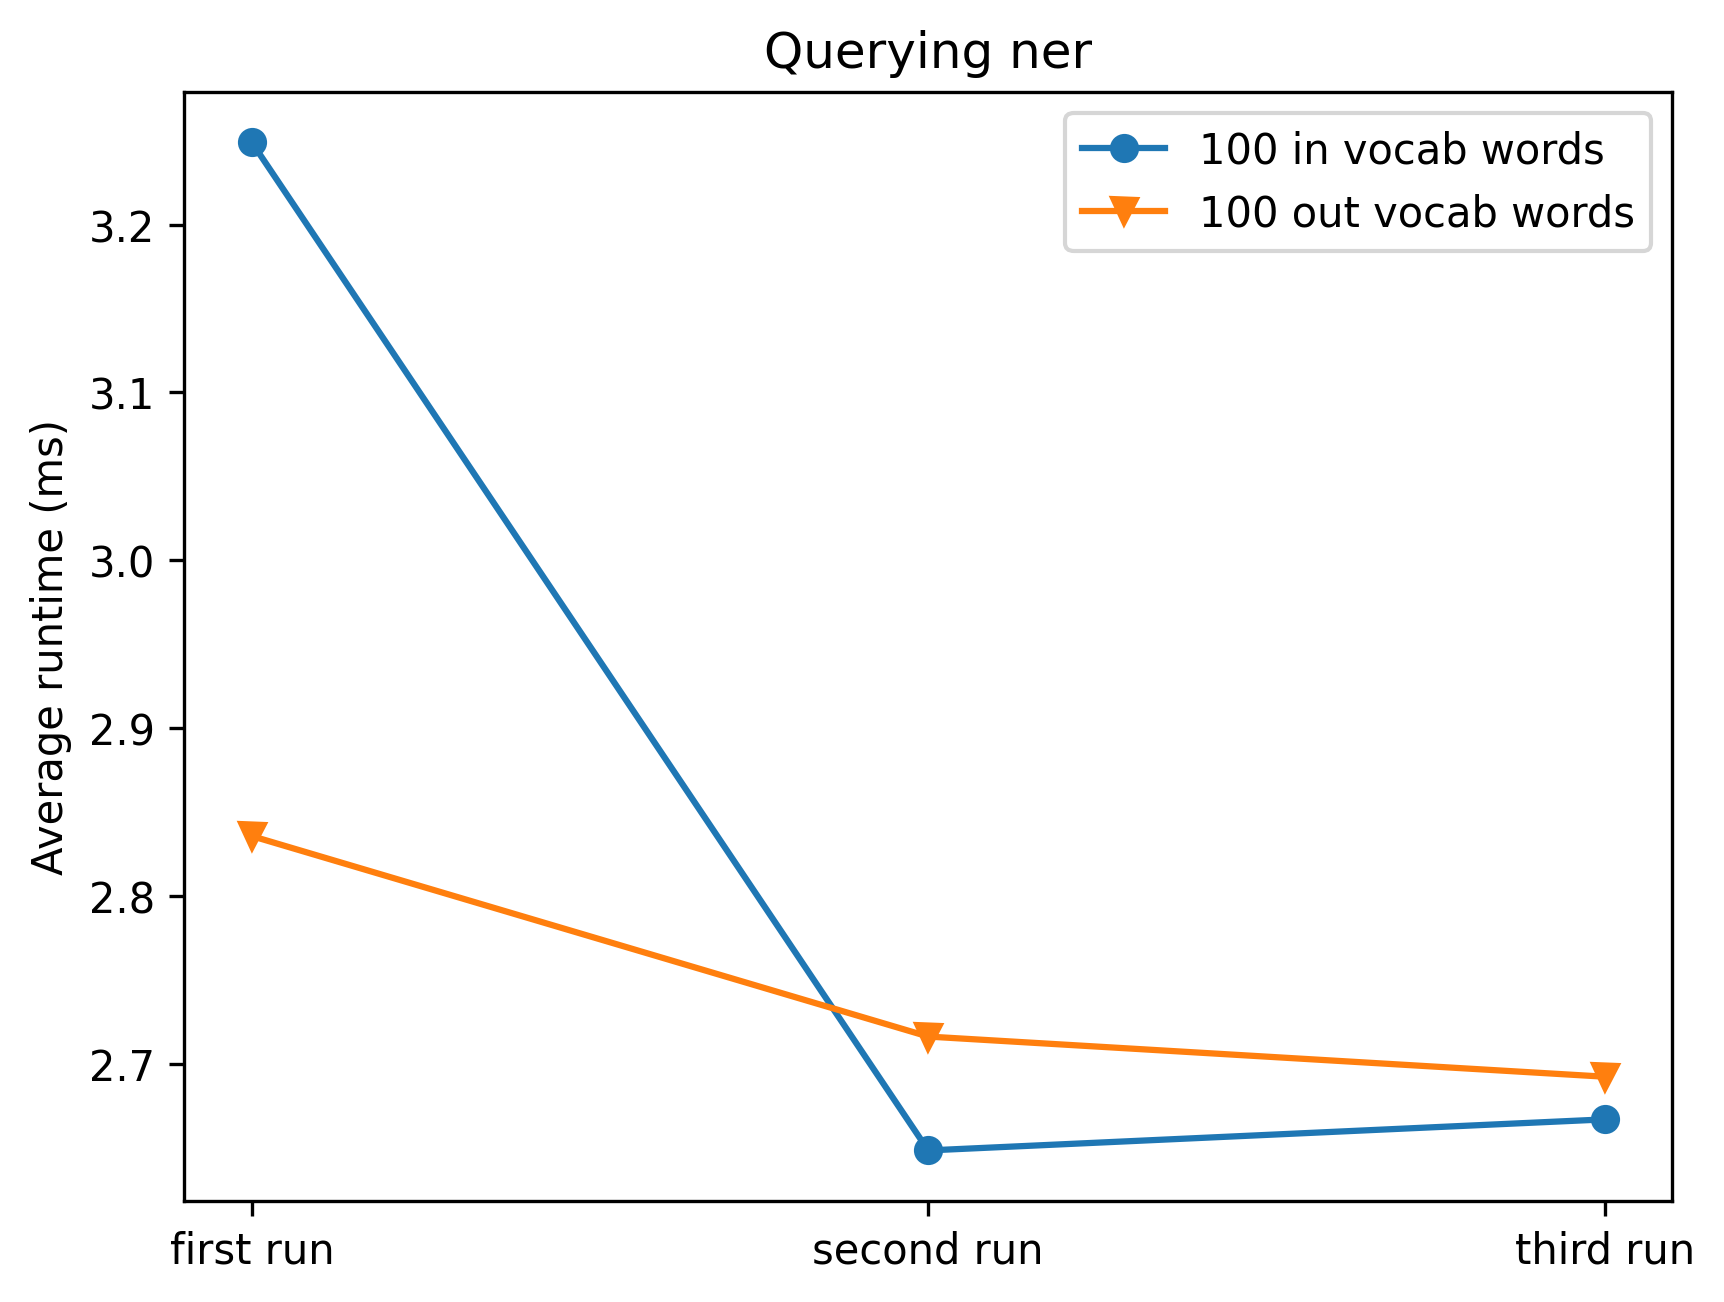 Querying ner
100 in vocab words
100 out vocab words
Average runtime (ms)
3.2
3.1
3.0
2.9
2.8
2.7
first run
second run
third run